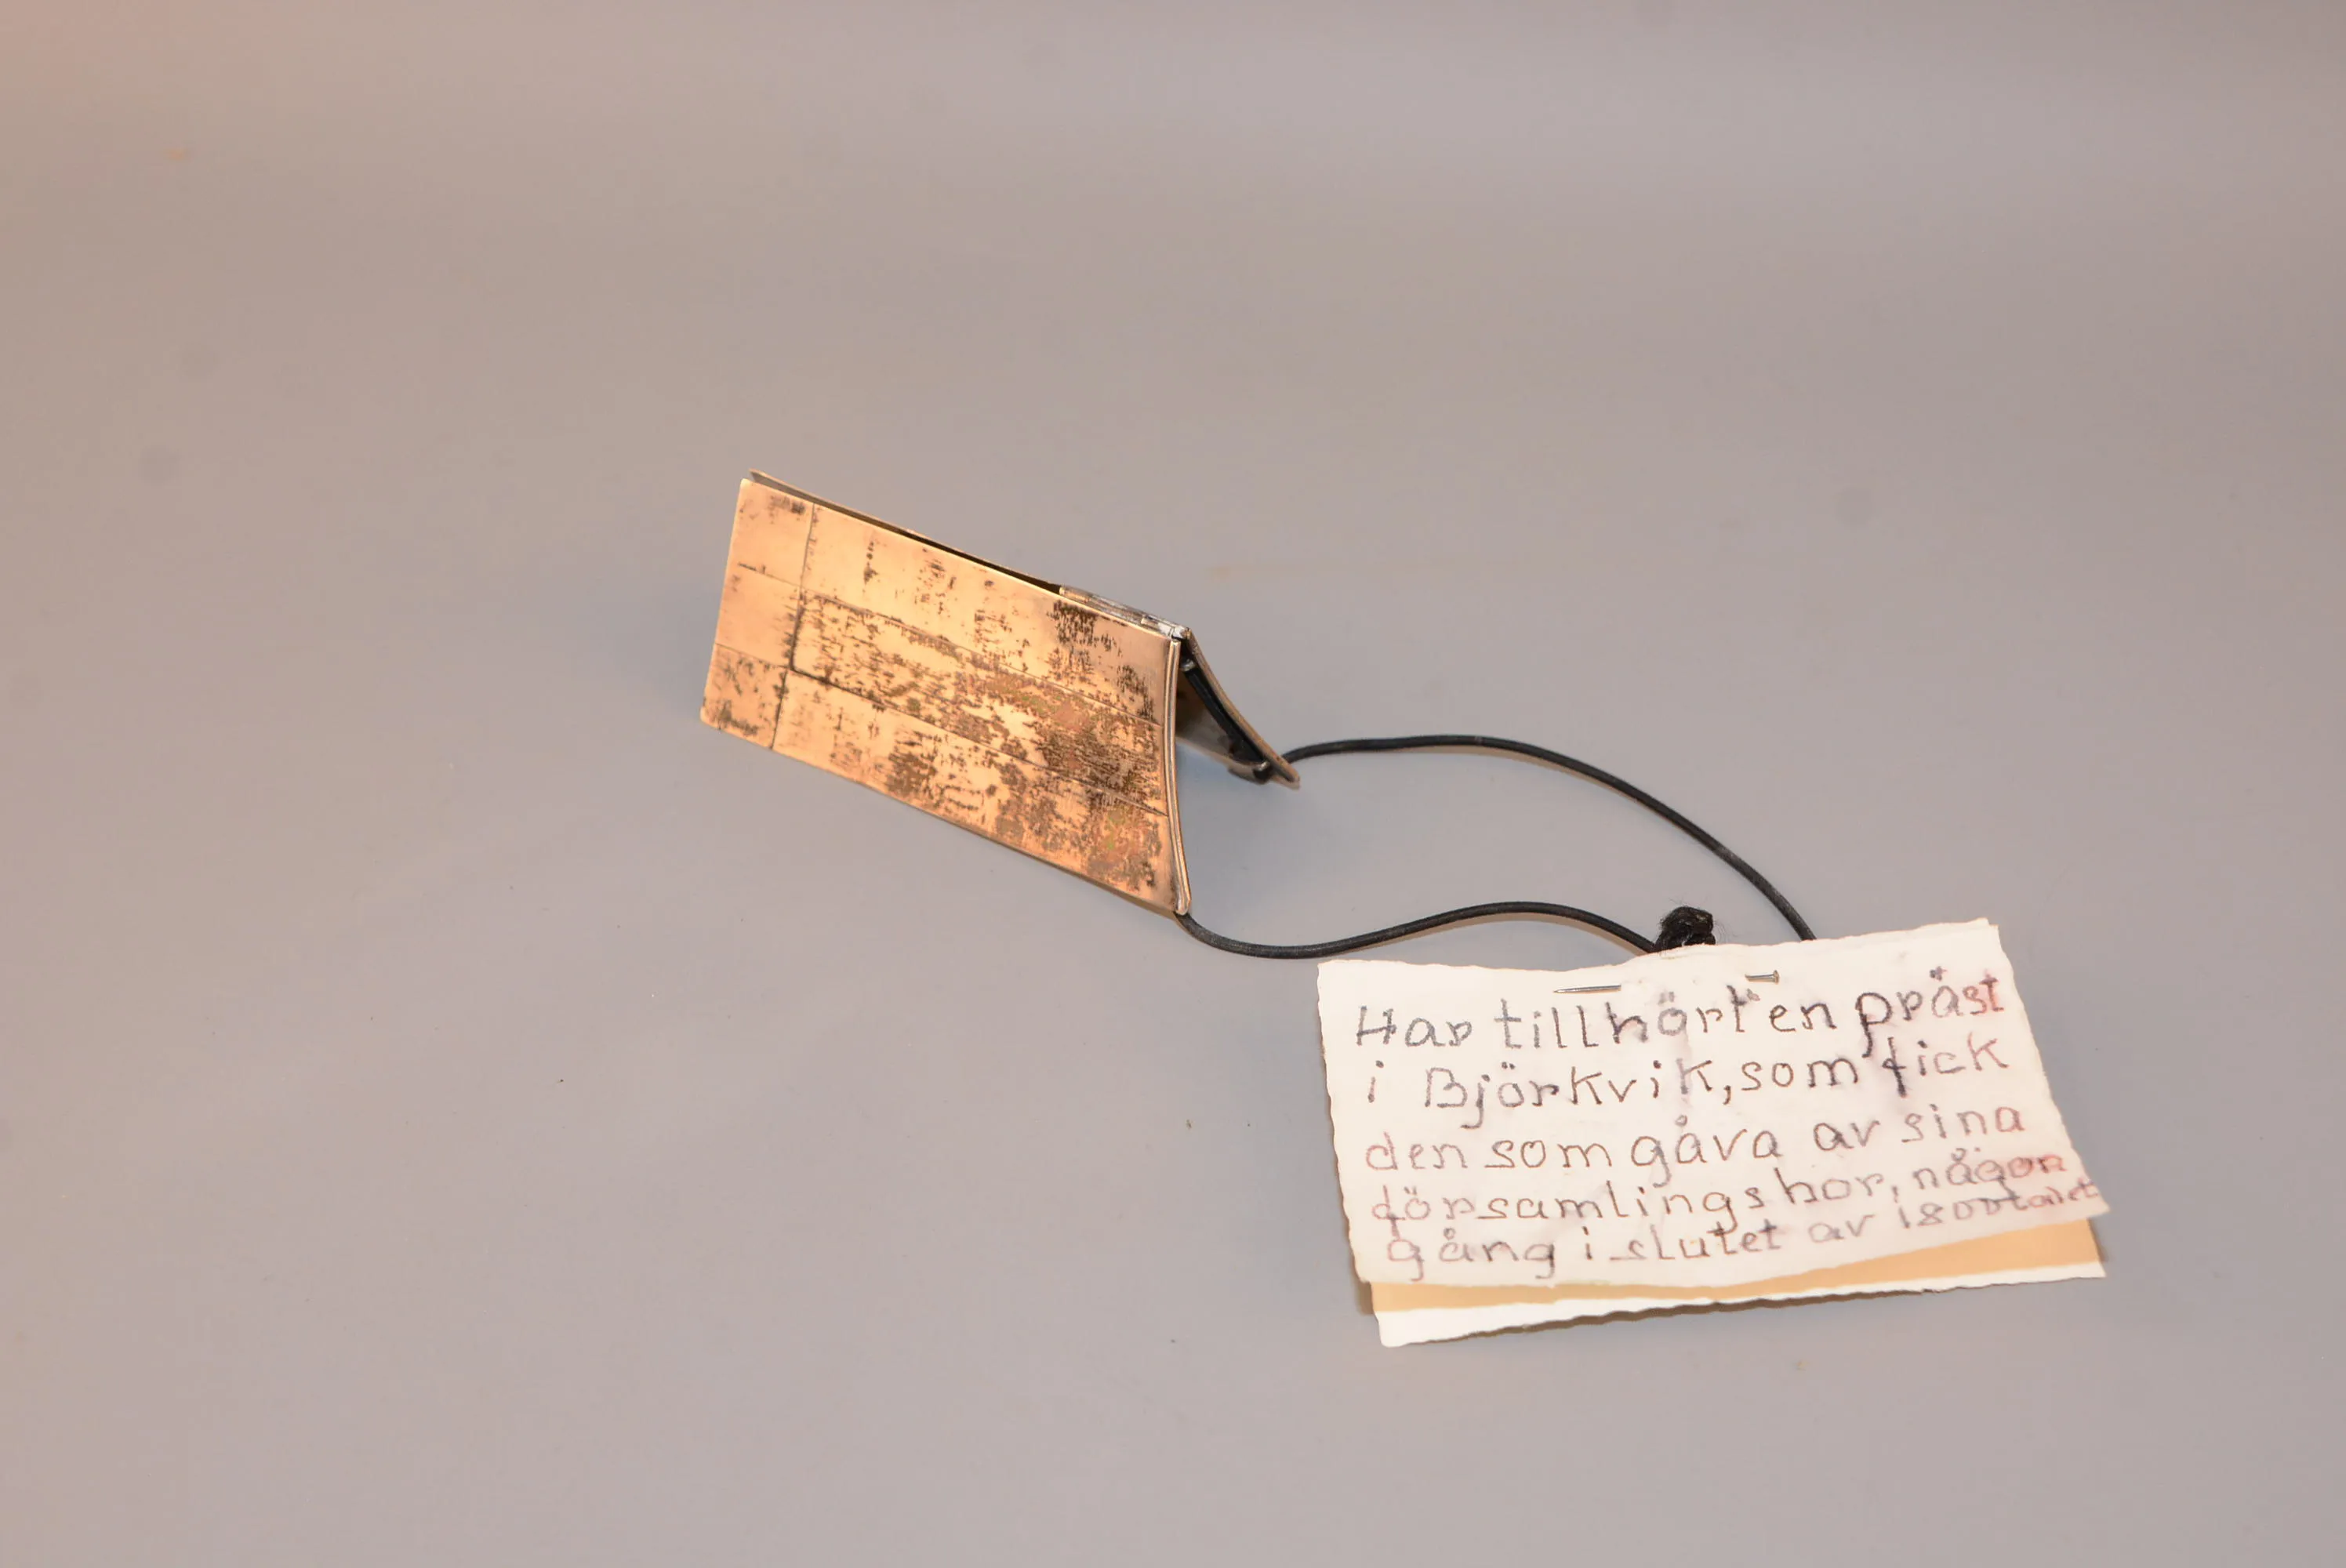 Har tillhört en präst
i Björkvik, som fick
den som gåva av sina
församlingsbor, någon
gång i slutet av 1800talet